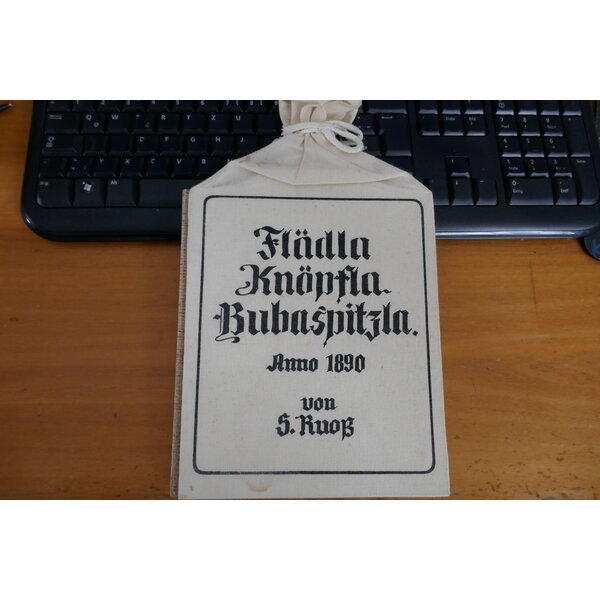 Flädla
Knöpfla.
Bubaspitzla.
Anno 1890
von
S. Ruoß